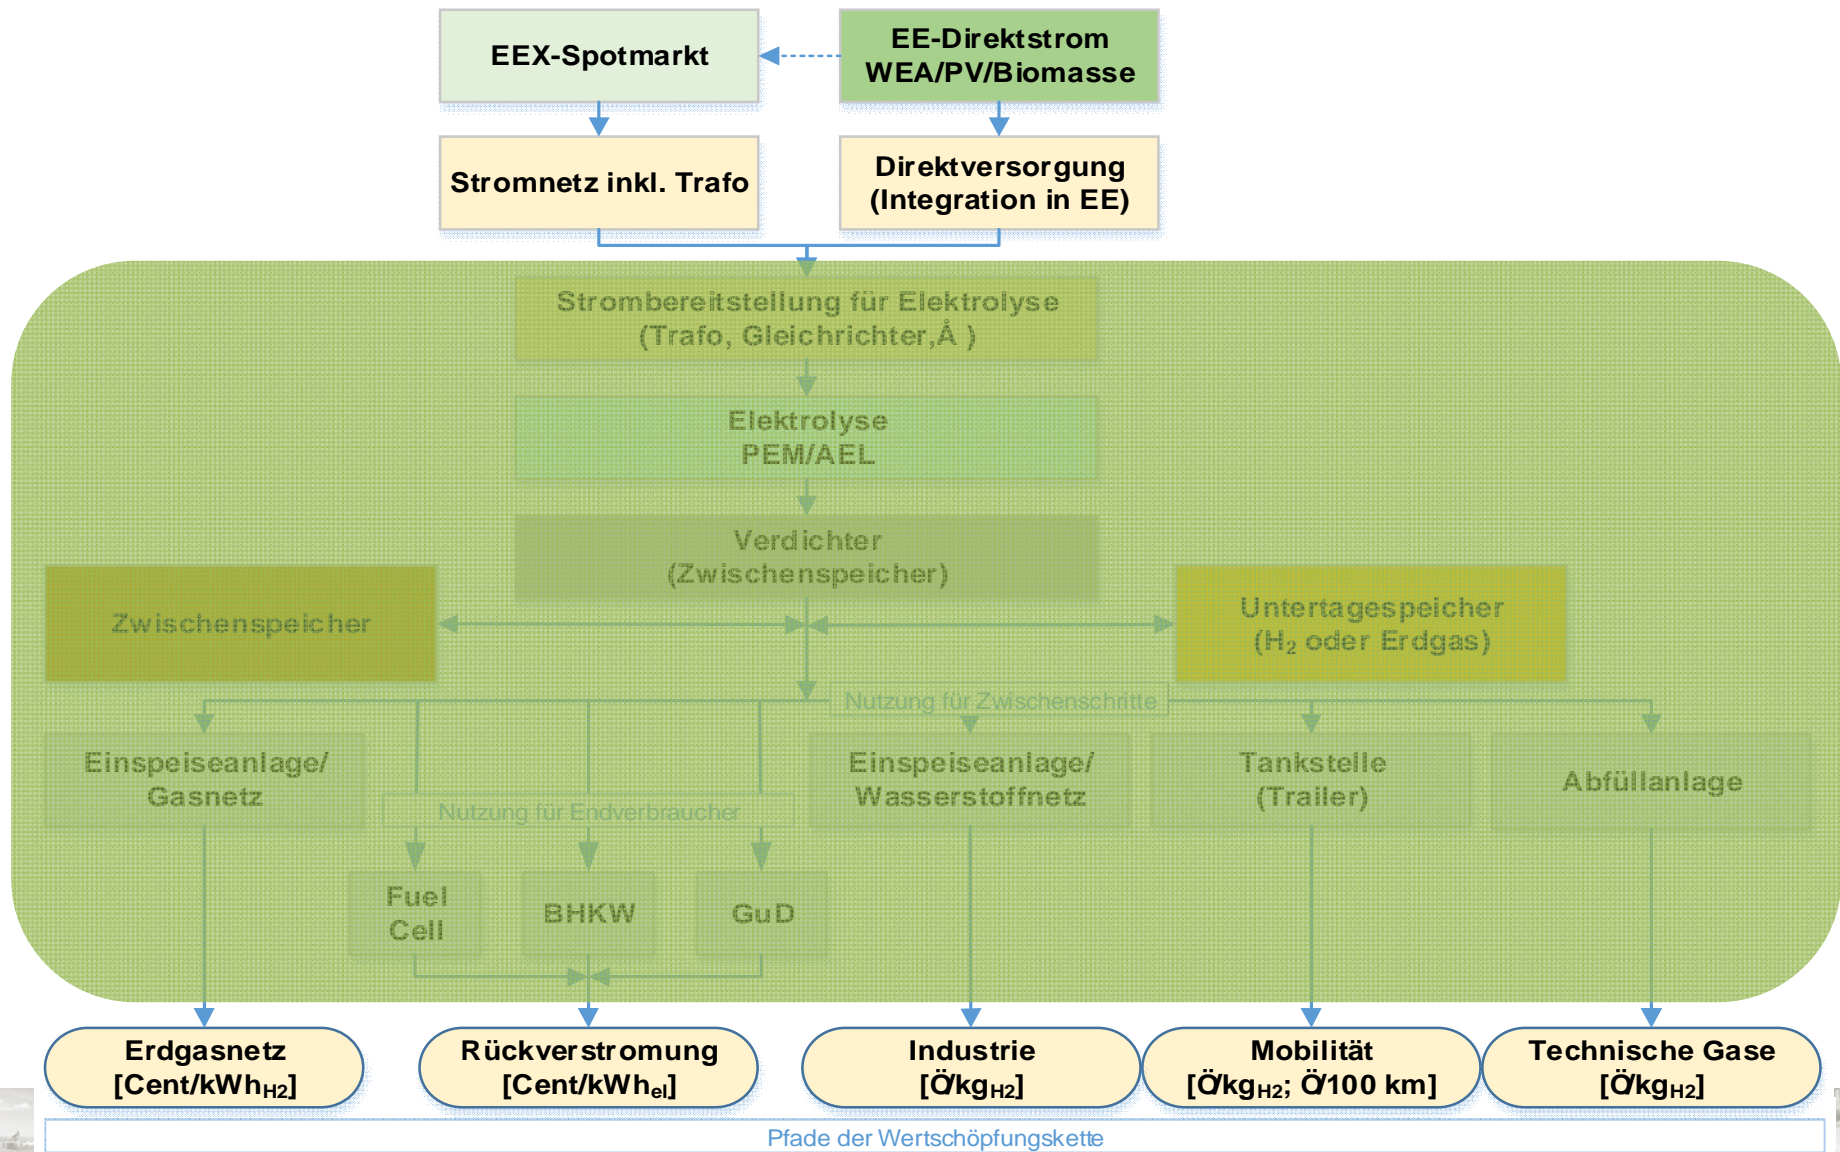 EEX-Spotmarkt
EE-Direktstrom
WEA/PV/Biomasse
Stromnetz inkl. Trafo
Direktversorgung
(Integration in EE)
Strombereitstellung für Elektrolyse
(Trafo, Gleichrichter,Å )
Elektrolyse
PEM/AEL
Verdichter
(Zwischenspeicher)
Zwischenspeicher
Untertagespeicher
(H₂ oder Erdgas)
Nutzung für Zwischenschritte
Einspeiseanlage/
Gasnetz
Einspeiseanlage/
Wasserstoffnetz
Tankstelle
(Trailer)
Abfüllanlage
Nutzung für Endverbraucher
Fuel
Cell
BHKW
GuD
Erdgasnetz
[Cent/kWhH2]
Rückverstromung
[Cent/kWhel]
Industrie
[Ö/kgH2]
Mobilität
[Ö/kgH2; Ö/100 km]
Technische Gase
[Ö/kgH2]
Pfade der Wertschöpfungskette